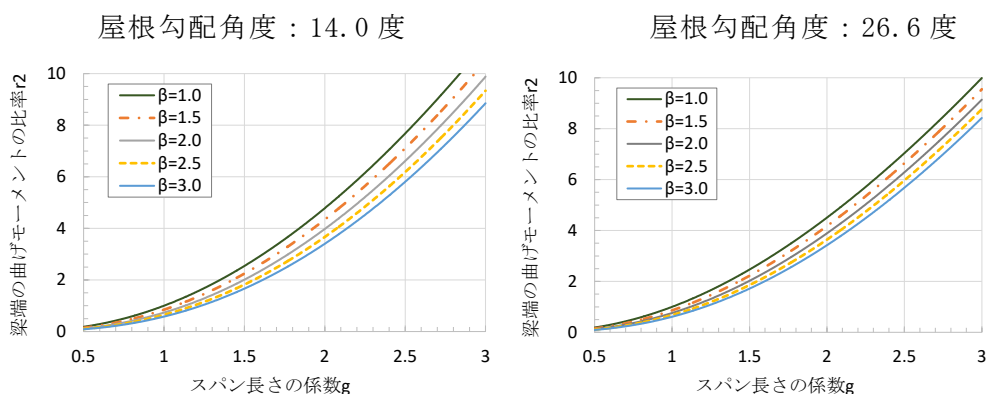 屋根勾配角度：14.0 度
梁端の曲げモーメントの比率r2
10
8
6
4
2
0
β=1.0
β=1.5
β=2.0
β=2.5
β=3.0
0.5 1 1.5 2 2.5 3
スパン長さの係数g
屋根勾配角度：26.6 度
梁端の曲げモーメントの比率r2
10
8
6
4
2
0
β=1.0
β=1.5
β=2.0
β=2.5
β=3.0
0.5 1 1.5 2 2.5 3
スパン長さの係数g